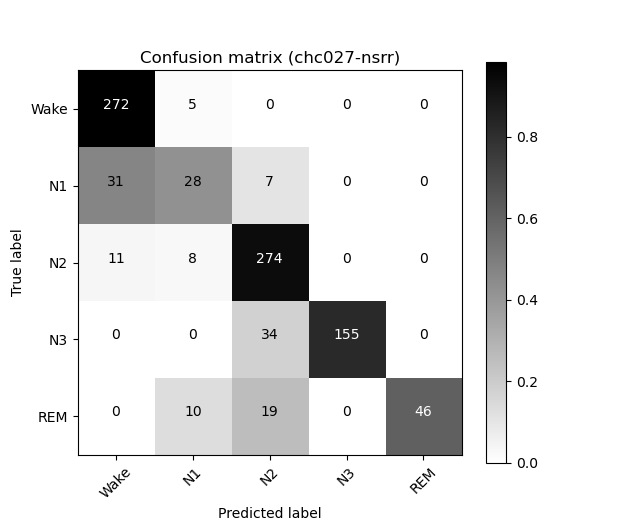 Confusion matrix (chc027-nsrr)
True label
Wake 272 5 0 0 0
N1 31 28 7 0 0
N2 11 8 274 0 0
N3 0 0 34 155 0
REM 0 10 19 0 46
Wake N1 N2 N3 REM
Predicted label
0.8
0.6
0.4
0.2
0.0